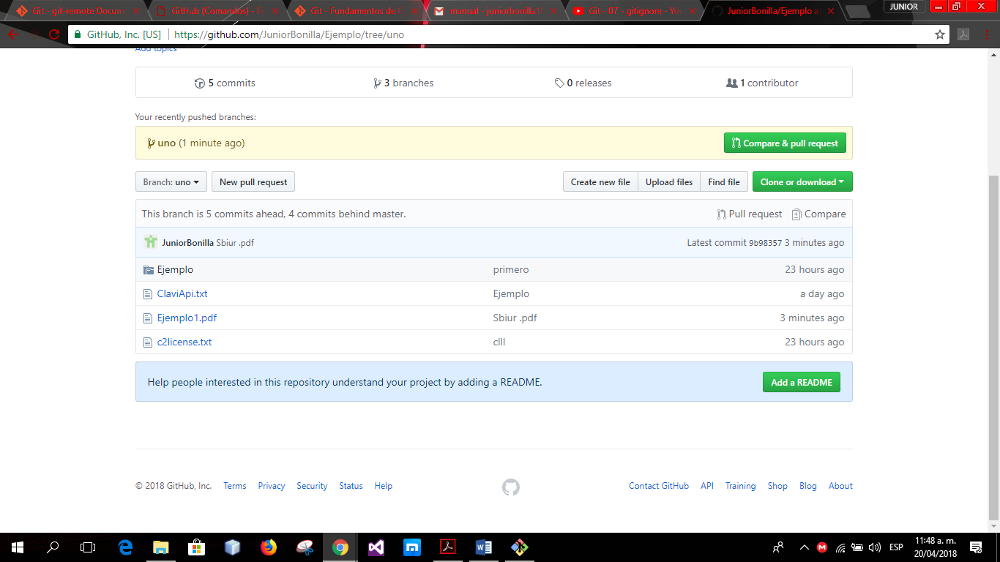 Git - git-remote Docum
GitHub (Comandos) - F
Git - Fundamentos de G
manual - juniorbonilla1
Git - 07 - gitignore - You
JuniorBonilla/Ejemplo a
JUNIOR
GitHub, Inc. [US] https://github.com/JuniorBonilla/Ejemplo/tree/uno
Add topics
5 commits
3 branches
0 releases
1 contributor
Your recently pushed branches:
uno (1 minute ago)
Compare & pull request
Branch: uno
New pull request
Create new file
Upload files
Find file
Clone or download
This branch is 5 commits ahead, 4 commits behind master.
Pull request
Compare
JuniorBonilla Sbiur .pdf
Latest commit 9b98357 3 minutes ago
Ejemplo primero 23 hours ago
ClaviApi.txt Ejemplo a day ago
Ejemplo1.pdf Sbiur .pdf 3 minutes ago
c2license.txt clll 23 hours ago
Help people interested in this repository understand your project by adding a README.
Add a README
© 2018 GitHub, Inc. Terms Privacy Security Status Help
Contact GitHub API Training Shop Blog About
ESP
11:48 a. m.
20/04/2018